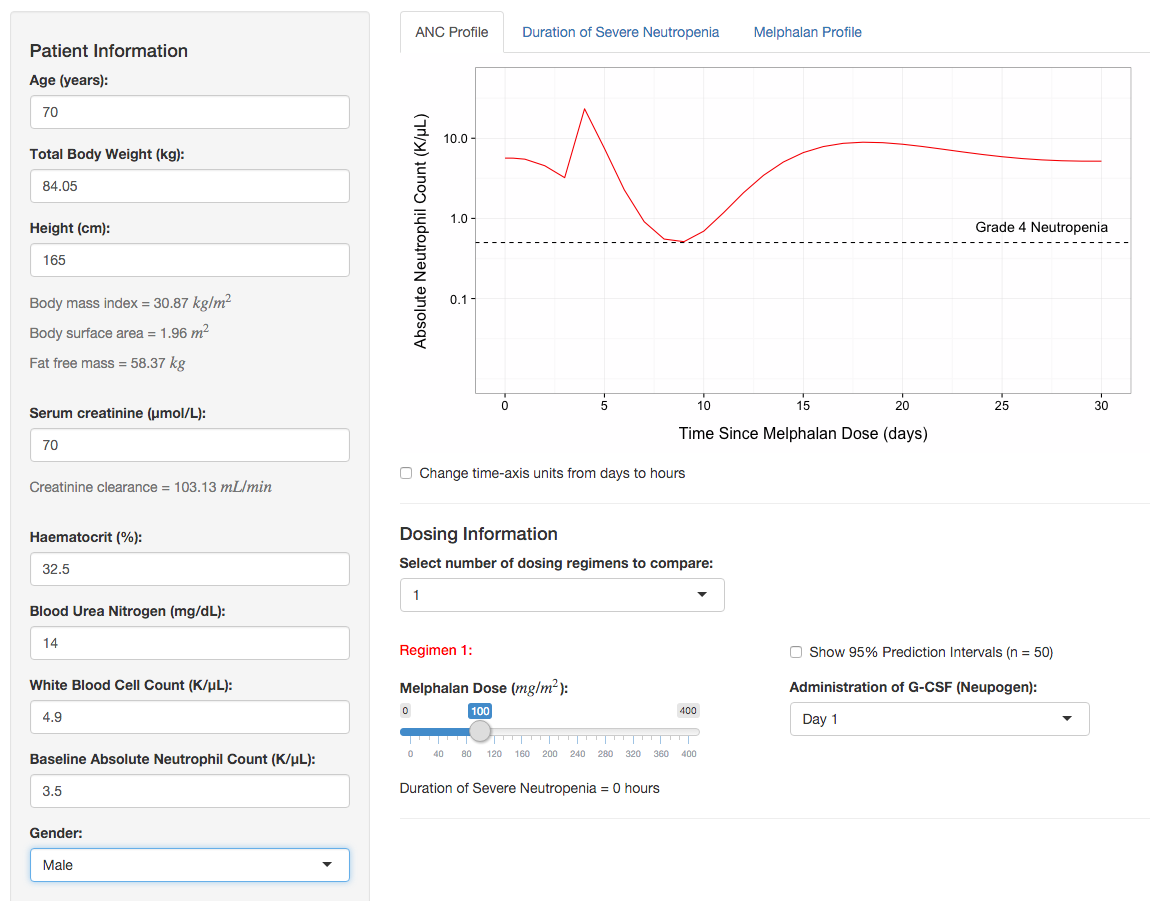 Patient Information
Age (years):
70
Total Body Weight (kg):
84.05
Height (cm):
165
Body mass index = 30.87 kg/m²
Body surface area = 1.96 m²
Fat free mass = 58.37 kg
Serum creatinine (µmol/L):
70
Creatinine clearance = 103.13 mL/min
Haematocrit (%):
32.5
Blood Urea Nitrogen (mg/dL):
14
White Blood Cell Count (K/µL):
4.9
Baseline Absolute Neutrophil Count (K/µL):
3.5
Gender:
Male
ANC Profile Duration of Severe Neutropenia Melphalan Profile
Absolute Neutrophil Count (K/µL)
10.0
1.0
0.1
Grade 4 Neutropenia
0 5 10 15 20 25 30
Time Since Melphalan Dose (days)
Change time-axis units from days to hours
Dosing Information
Select number of dosing regimens to compare:
1
Regimen 1:
Melphalan Dose (mg/m²):
0 100 400
0 40 80 120 160 200 240 280 320 360 400
Duration of Severe Neutropenia = 0 hours
Show 95% Prediction Intervals (n = 50)
Administration of G-CSF (Neupogen):
Day 1